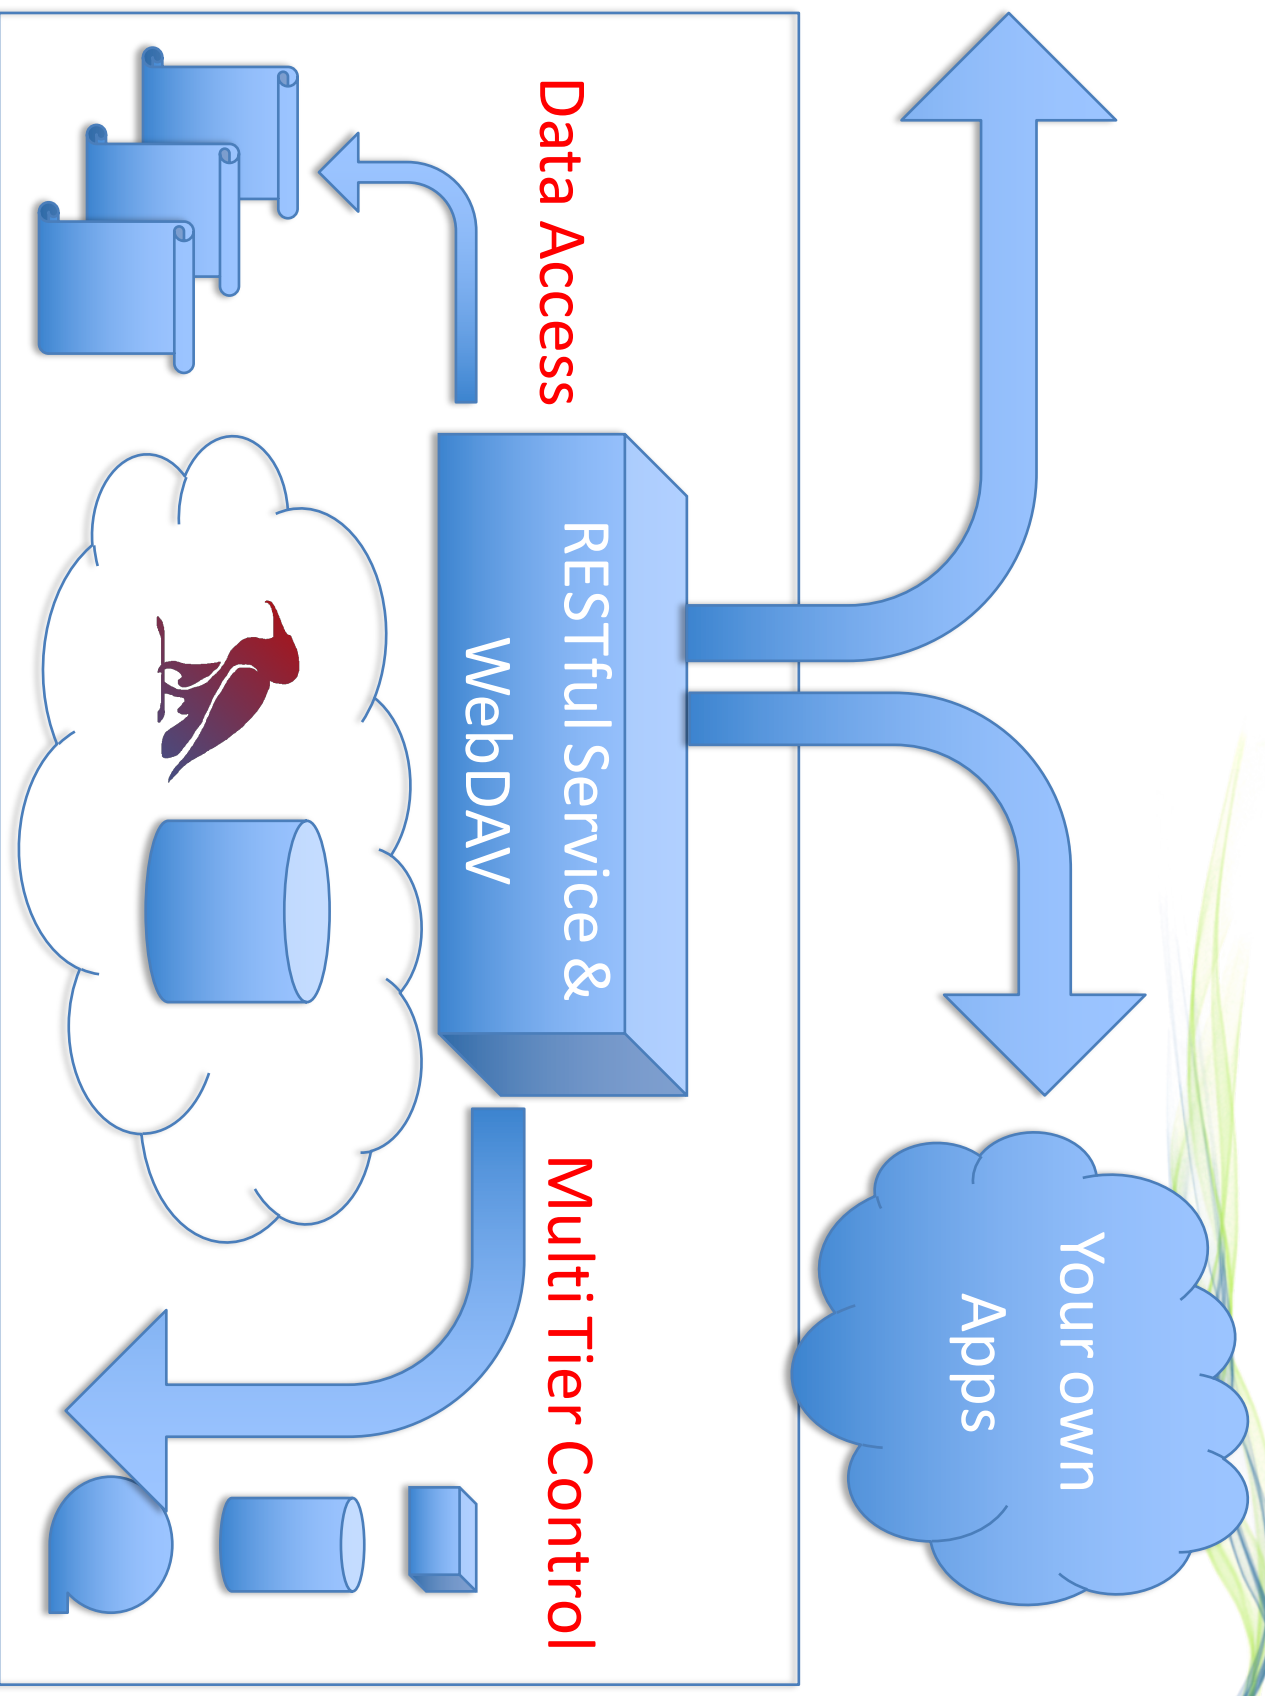 Your own
Apps
Data Access
RESTful Service &
WebDAV
Multi Tier Control